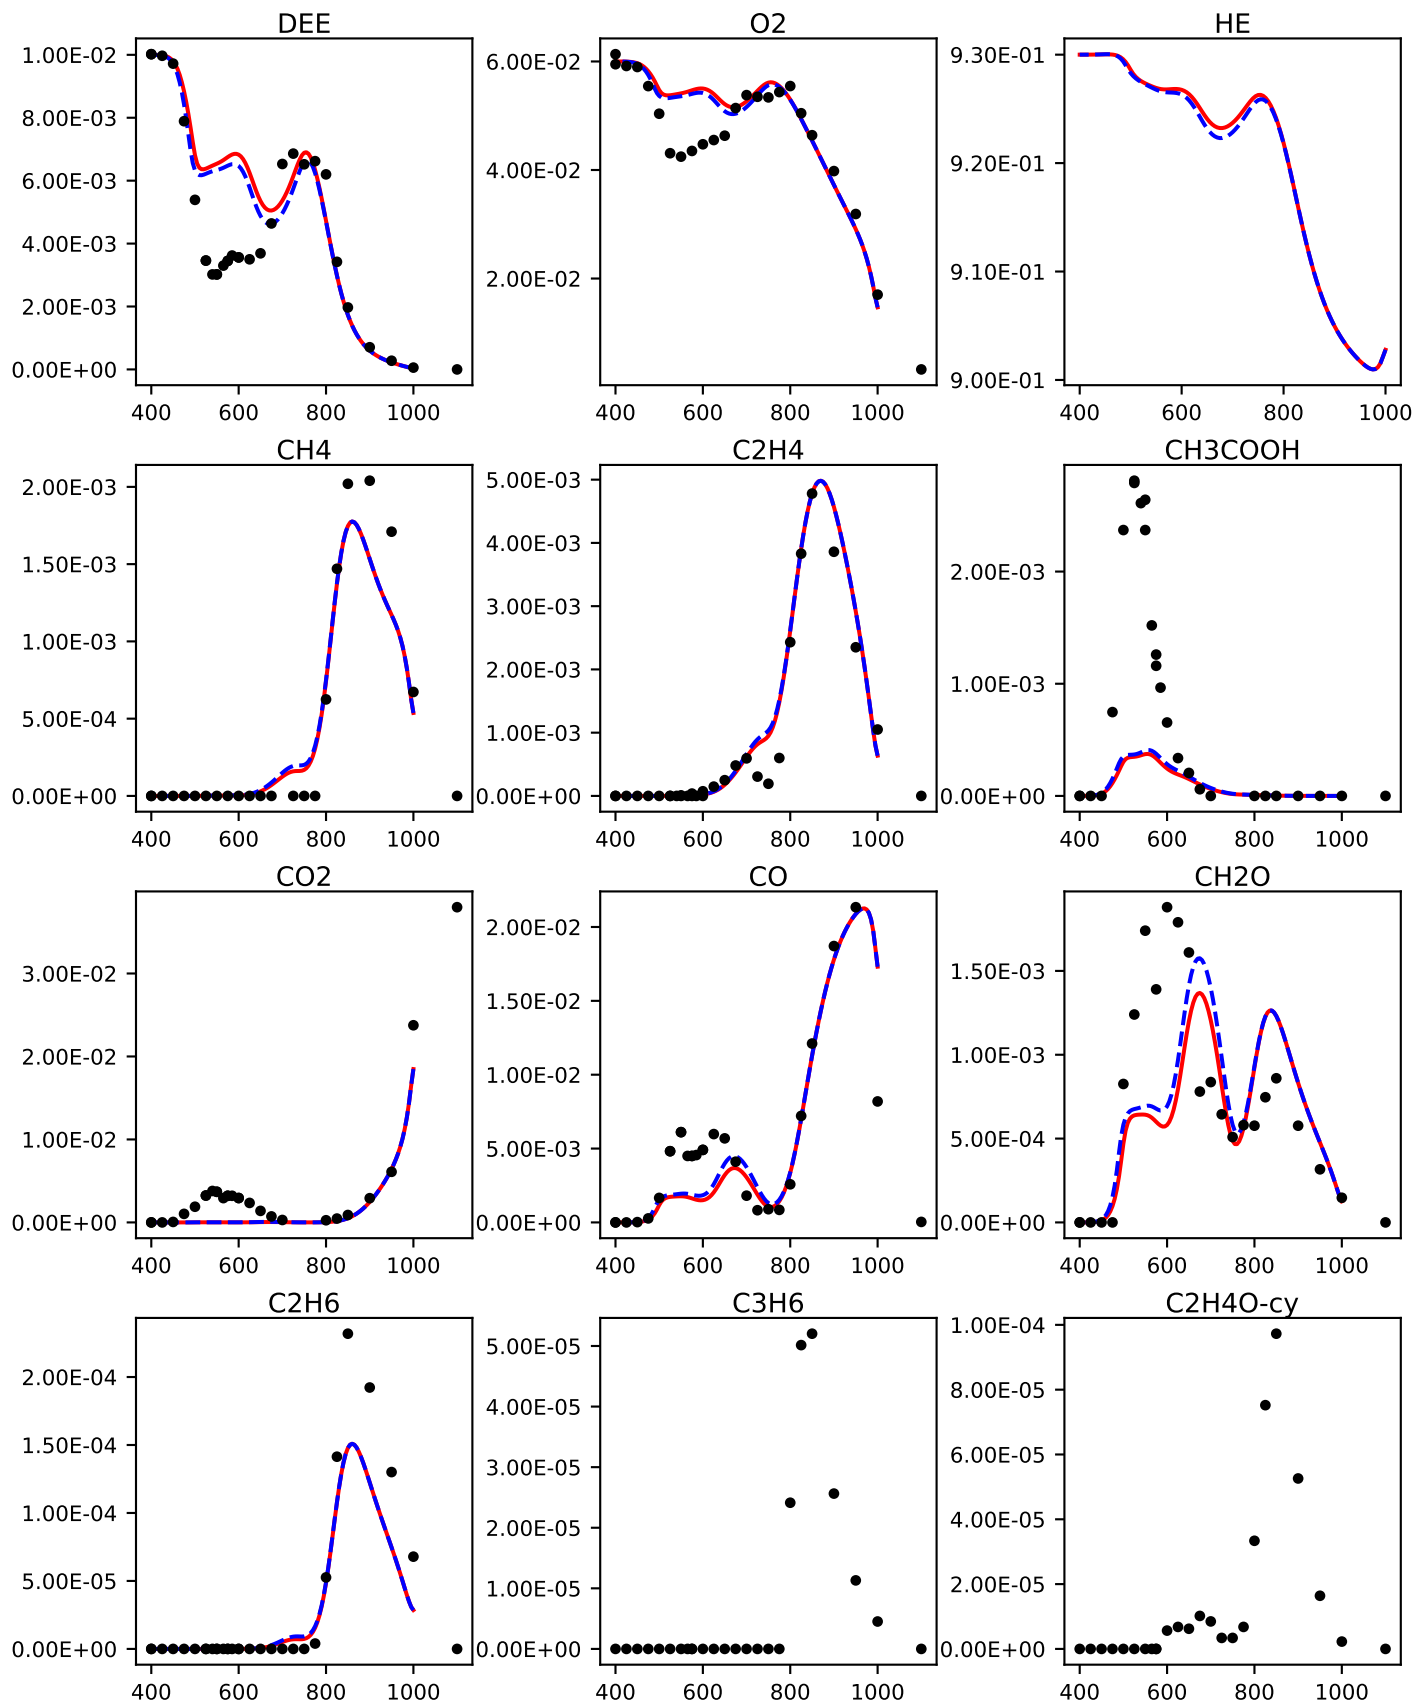 DEE O2 HE
1.00E-02 6.00E-02 9.30E-01
8.00E-03
6.00E-03 4.00E-02 9.20E-01
4.00E-03 2.00E-02 9.10E-01
2.00E-03
0.00E+00 9.00E-01
400 600 800 1000 400 600 800 1000 400 600 800 1000
CH4 C2H4 CH3COOH
2.00E-03 5.00E-03
1.50E-03 4.00E-03 2.00E-03
1.00E-03 3.00E-03
2.00E-03 1.00E-03
5.00E-04 1.00E-03
0.00E+00 0.00E+00 0.00E+00
400 600 800 1000 400 600 800 1000 400 600 800 1000
CO2 CO CH2O
3.00E-02 2.00E-02 1.50E-03
2.00E-02 1.50E-02 1.00E-03
1.00E-02 1.00E-02 5.00E-04
5.00E-03
0.00E+00 0.00E+00 0.00E+00
400 600 800 1000 400 600 800 1000 400 600 800 1000
C2H6 C3H6 C2H4O-cy
5.00E-05 1.00E-04
2.00E-04 4.00E-05 8.00E-05
1.50E-04 3.00E-05 6.00E-05
1.00E-04 2.00E-05 4.00E-05
5.00E-05 1.00E-05 2.00E-05
0.00E+00 0.00E+00 0.00E+00
400 600 800 1000 400 600 800 1000 400 600 800 1000